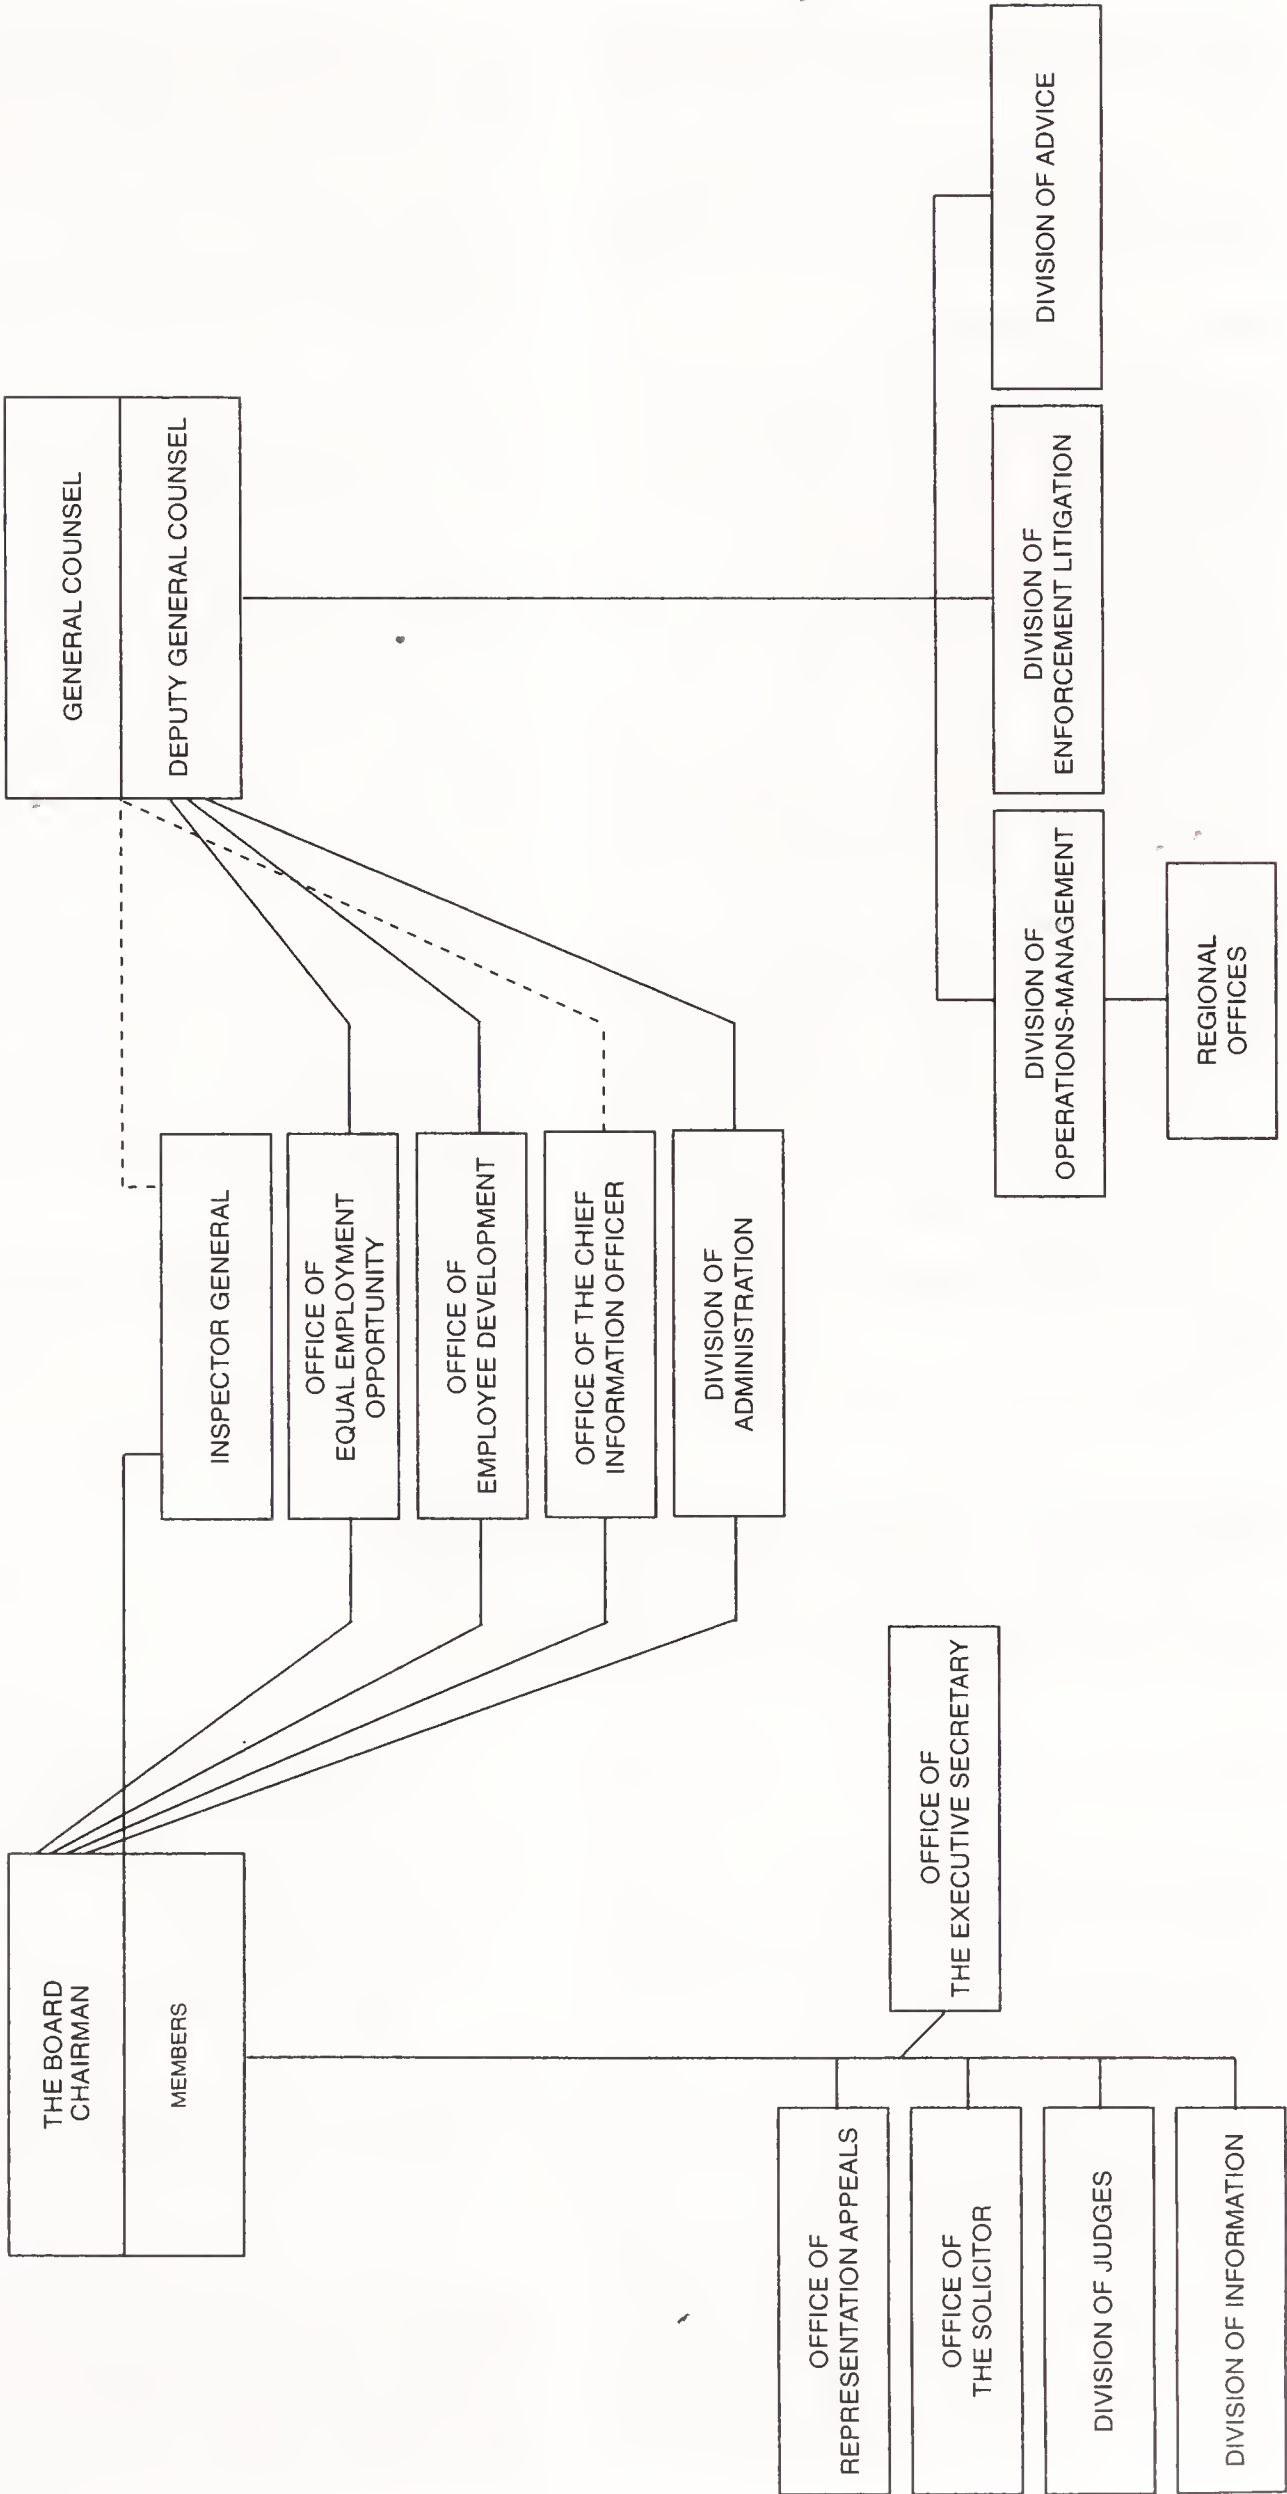 THE BOARD
CHAIRMAN
MEMBERS
GENERAL COUNSEL
DEPUTY GENERAL COUNSEL
INSPECTOR GENERAL
OFFICE OF
EQUAL EMPLOYMENT
OPPORTUNITY
OFFICE OF
EMPLOYEE DEVELOPMENT
OFFICE OF THE CHIEF
INFORMATION OFFICER
DIVISION OF
ADMINISTRATION
OFFICE OF
REPRESENTATION APPEALS
OFFICE OF
THE SOLICITOR
DIVISION OF JUDGES
DIVISION OF INFORMATION
OFFICE OF
THE EXECUTIVE SECRETARY
DIVISION OF
OPERATIONS-MANAGEMENT
REGIONAL
OFFICES
DIVISION OF
ENFORCEMENT LITIGATION
DIVISION OF ADVICE